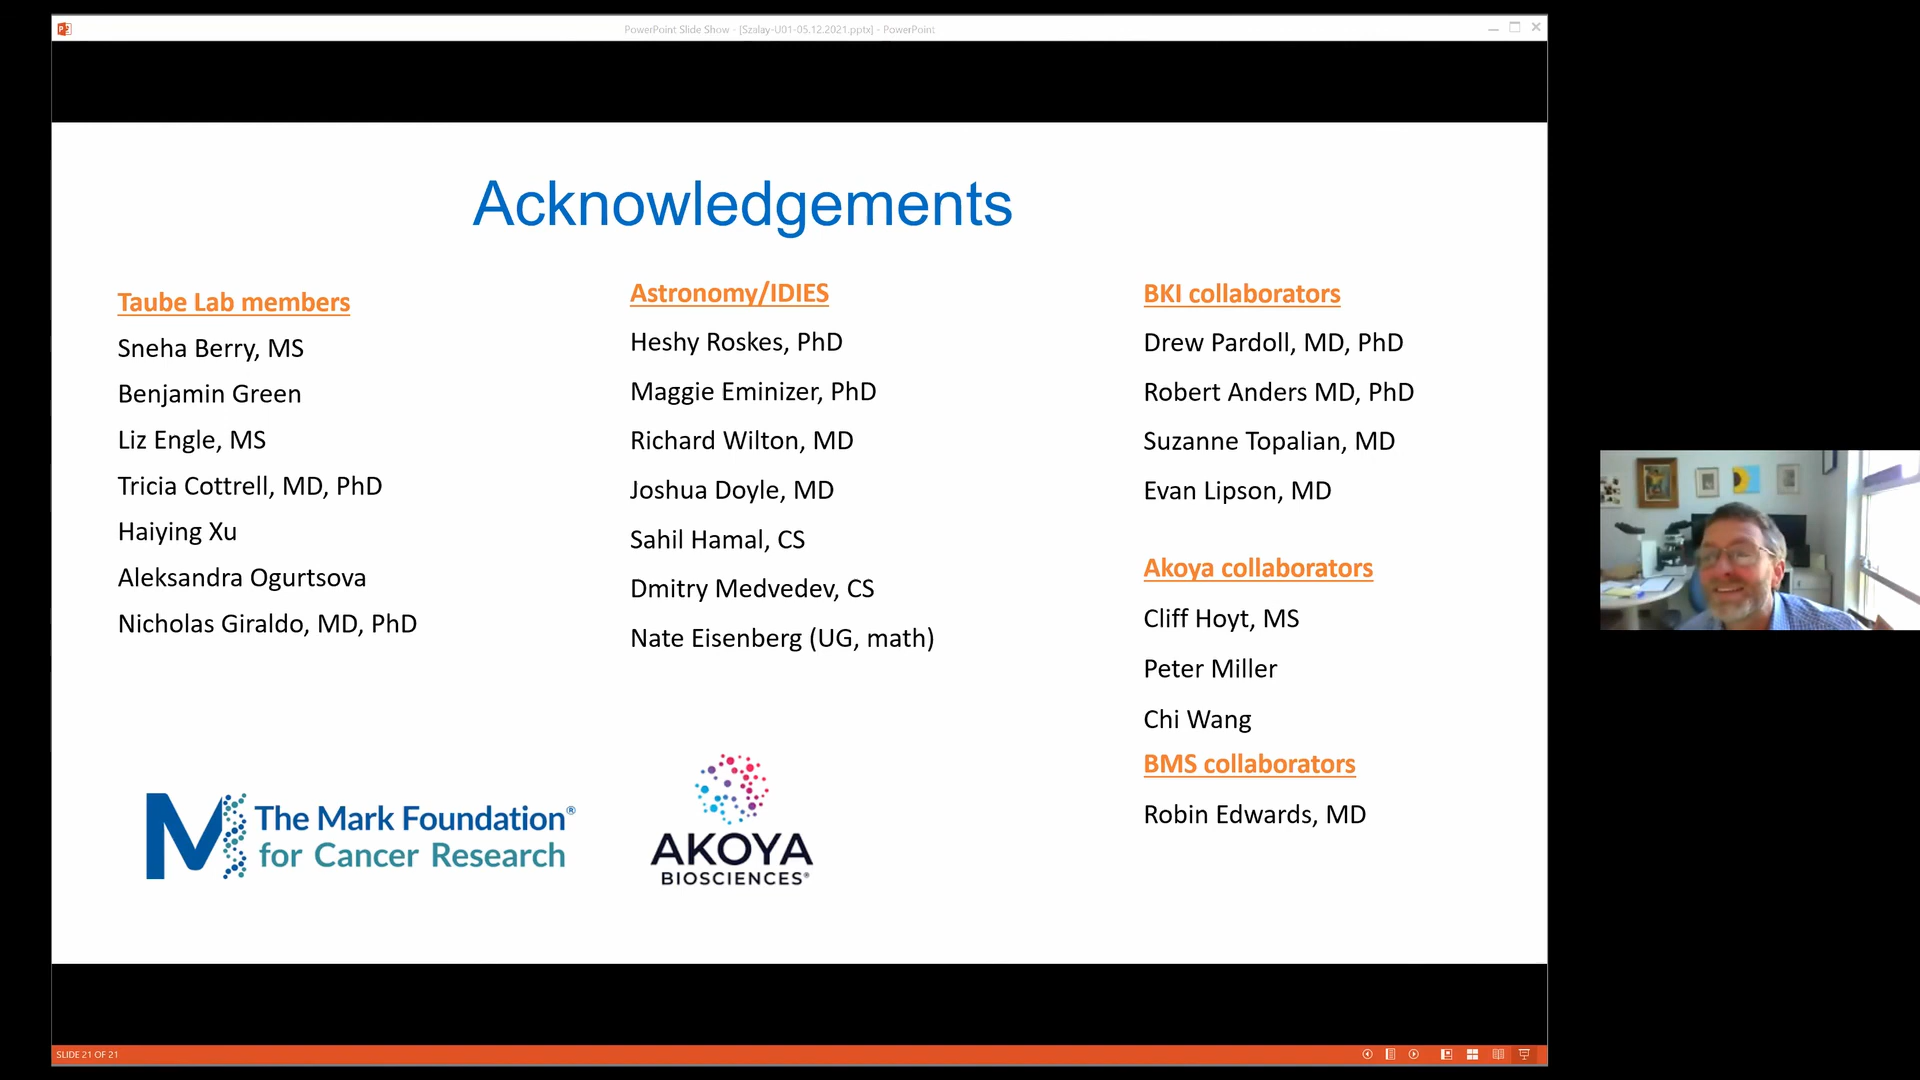 PowerPoint Slide Show - [Szalay-U01-05.12.2021.pptx] - PowerPoint
Acknowledgements
Taube Lab members
Sneha Berry, MS
Benjamin Green
Liz Engle, MS
Tricia Cottrell, MD, PhD
Haiying Xu
Aleksandra Ogurtsova
Nicholas Giraldo, MD, PhD
Astronomy/IDIES
Heshy Roskes, PhD
Maggie Eminizer, PhD
Richard Wilton, MD
Joshua Doyle, MD
Sahil Hamal, CS
Dmitry Medvedev, CS
Nate Eisenberg (UG, math)
BKI collaborators
Drew Pardoll, MD, PhD
Robert Anders MD, PhD
Suzanne Topalian, MD
Evan Lipson, MD
Akoya collaborators
Cliff Hoyt, MS
Peter Miller
Chi Wang
BMS collaborators
Robin Edwards, MD
M The Mark Foundation®
for Cancer Research
AKOYA
BIOSCIENCES®
SLIDE 21 OF 21